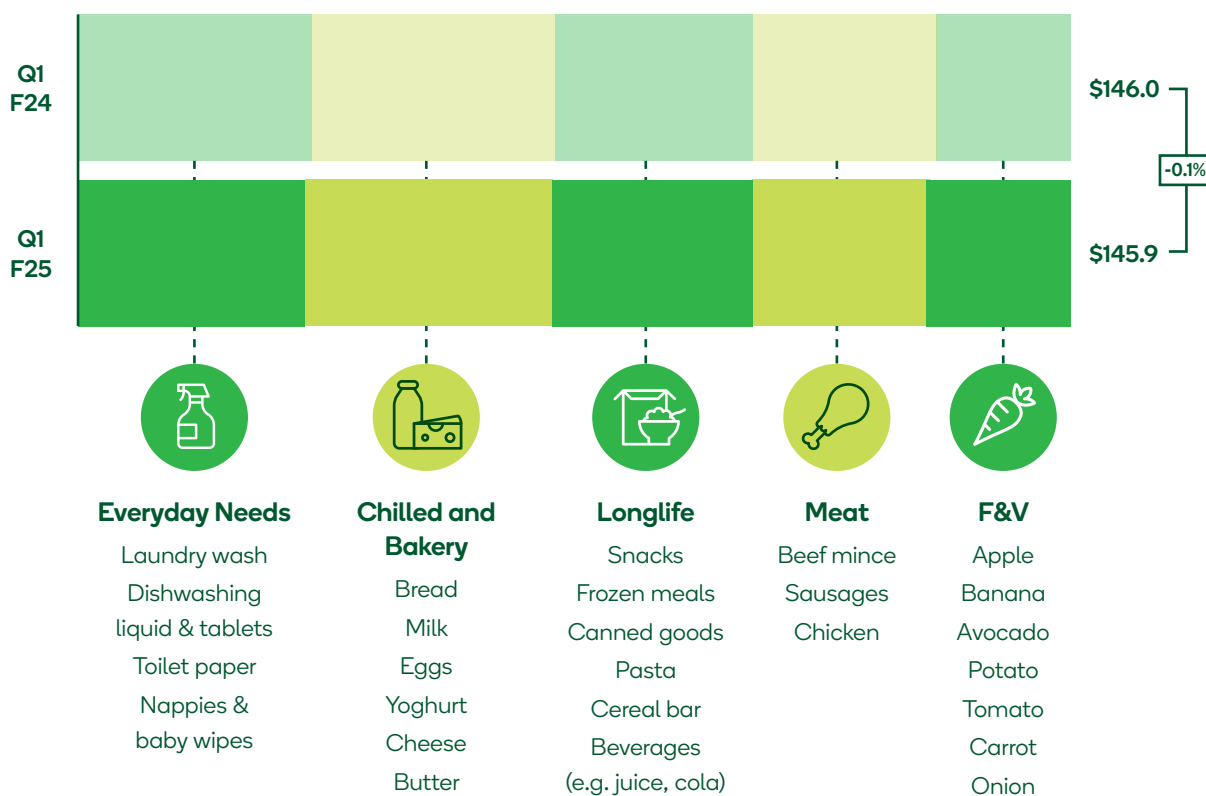 Q1
F24
$146.0
-0.1%
Q1
F25
$145.9
Everyday Needs
Laundry wash
Dishwashing
liquid & tablets
Toilet paper
Nappies &
baby wipes
Chilled and
Bakery
Bread
Milk
Eggs
Yoghurt
Cheese
Butter
Longlife
Snacks
Frozen meals
Canned goods
Pasta
Cereal bar
Beverages
(e.g. juice, cola)
Meat
Beef mince
Sausages
Chicken
F&V
Apple
Banana
Avocado
Potato
Tomato
Carrot
Onion